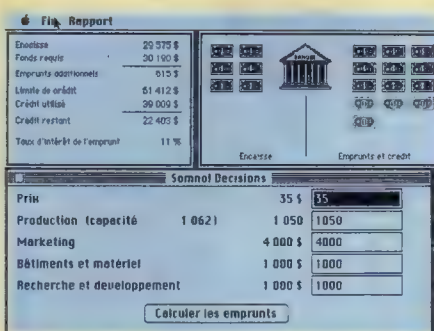 Fin Rapport
Encaisse 29 575 $
Fonds requis 30 190 $
Emprunts additionnels 615 $
Limite de crédit 61 412 $
Crédit utilisé 39 009 $
Crédit restant 22 403 $
Taux d'intérêt de l'emprunt 11 %
BANQUE
Encaisse Emprunts et credit
Somnol Decisions
Prix 35 $ 35
Production (capacité 1 062) 1 050 1050
Marketing 4 000 $ 4000
Bâtiments et matériel 1 000 $ 1000
Recherche et developpement 1 000 $ 1000
Calculer les emprunts